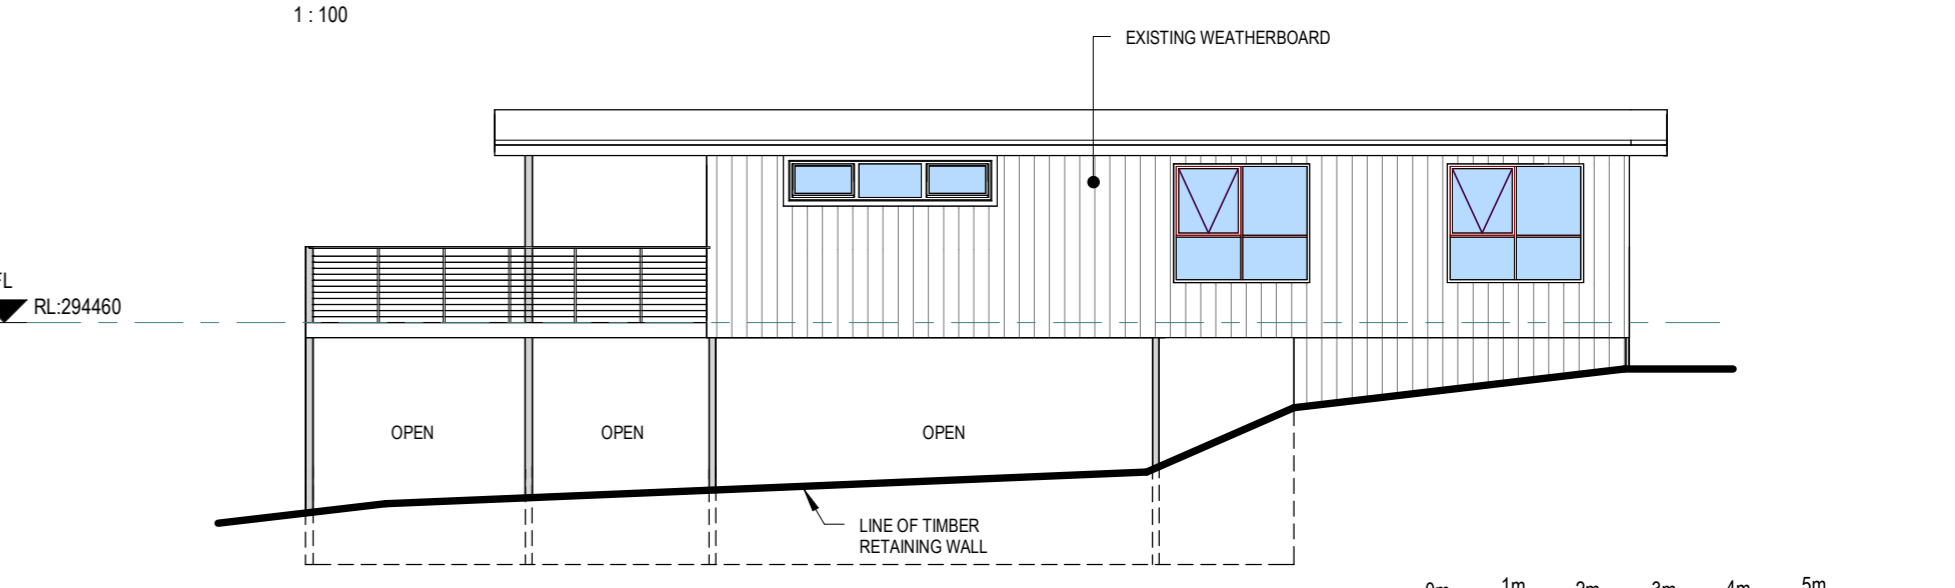 1 : 100
EXISTING WEATHERBOARD
FL
RL:294460
OPEN
OPEN
OPEN
LINE OF TIMBER
RETAINING WALL
0m 1m 2m 3m 4m 5m